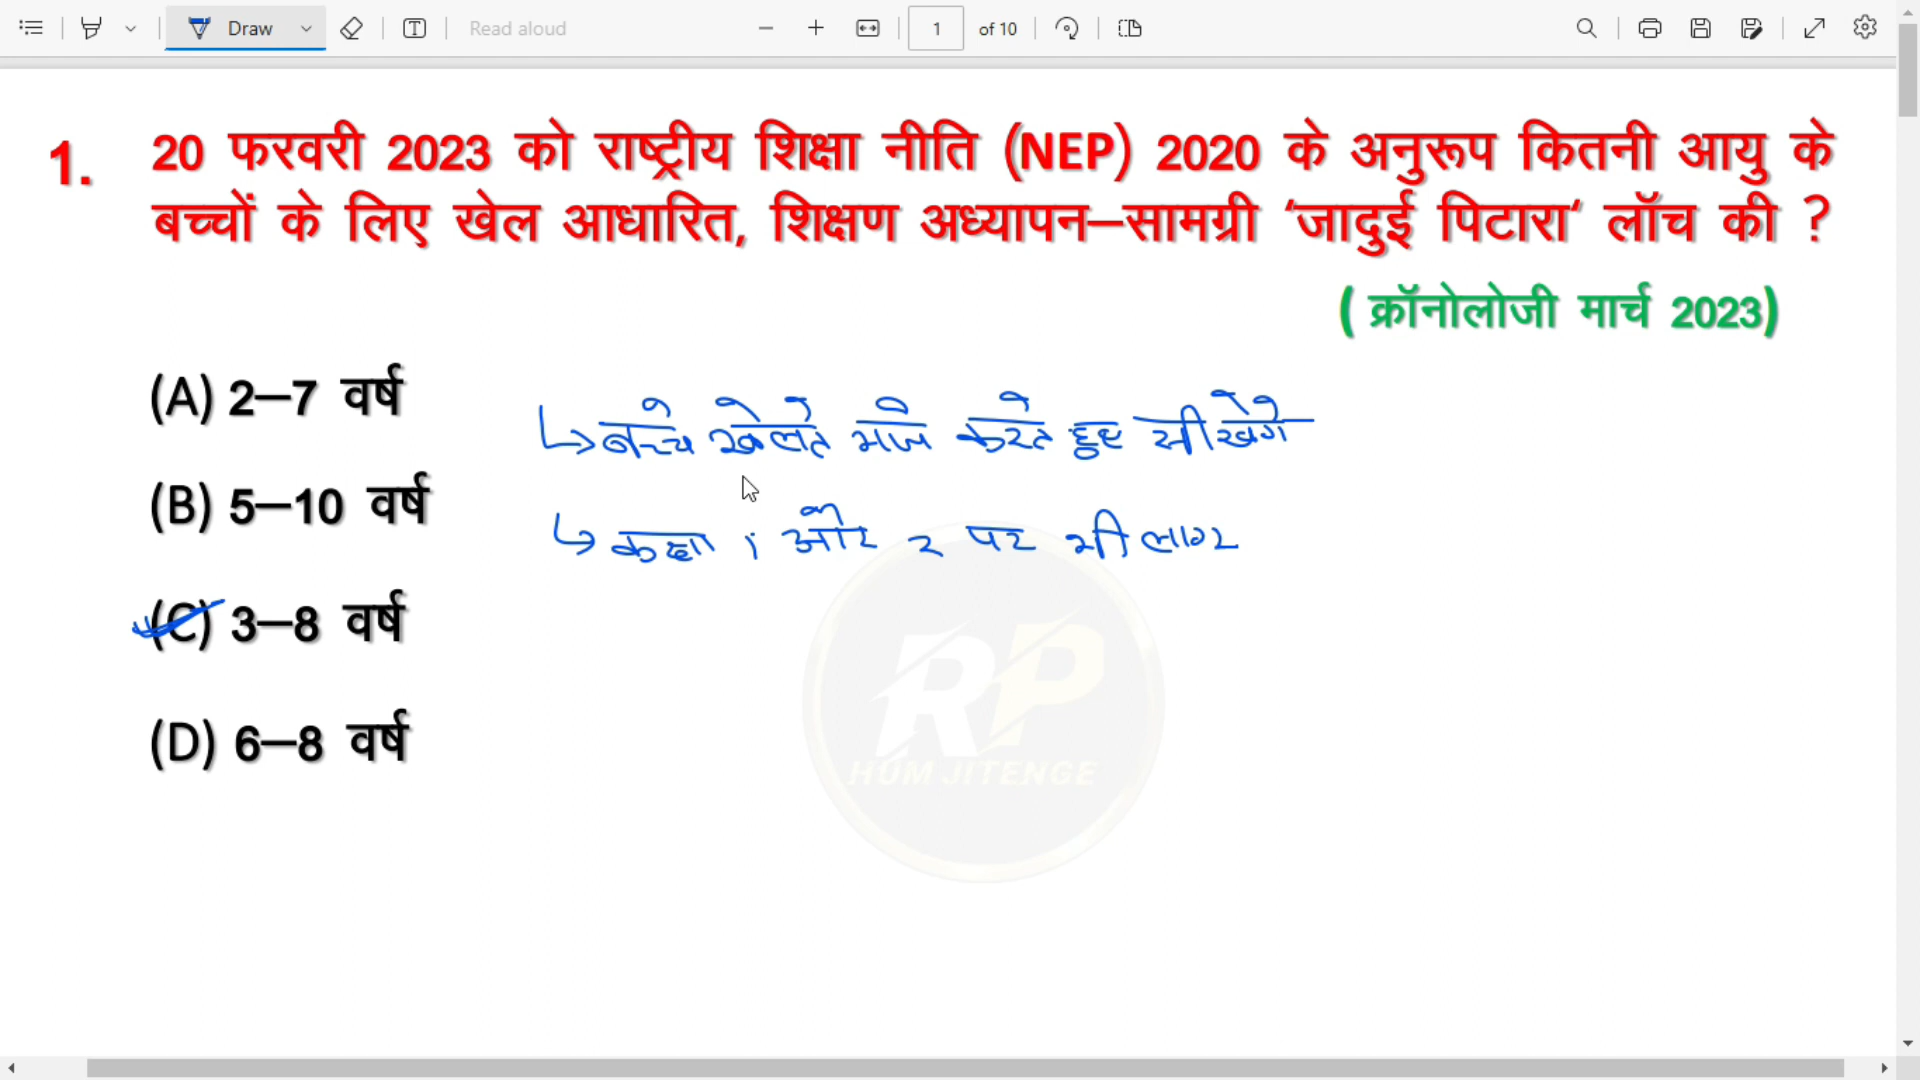 Draw
Read aloud
1
of 10
1. 20 फरवरी 2023 को राष्ट्रीय शिक्षा नीति (NEP) 2020 के अनुरूप कितनी आयु के
बच्चों के लिए खेल आधारित, शिक्षण अध्यापन–सामग्री ‘जादुई पिटारा‘ लॉच की ?
( क्रॉनोलोजी मार्च 2023)
(A) 2–7 वर्ष
बच्चे खेलते मजे करते हुए सीखेंगे
(B) 5–10 वर्ष
कक्षा 1 और 2 पर भी लागू
(C) 3–8 वर्ष
(D) 6–8 वर्ष
RP
HUM JITENGE